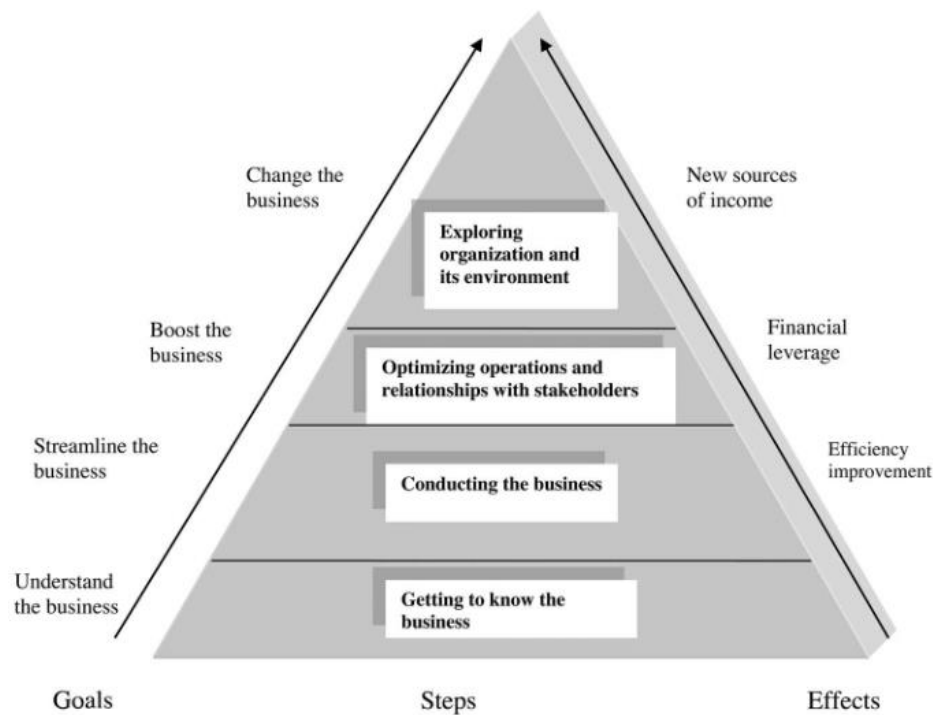 Change the
business
New sources
of income
Exploring
organization and
its environment
Boost the
business
Financial
leverage
Optimizing operations and
relationships with stakeholders
Streamline the
business
Efficiency
improvement
Conducting the business
Understand
the business
Getting to know the
business
Goals
Steps
Effects